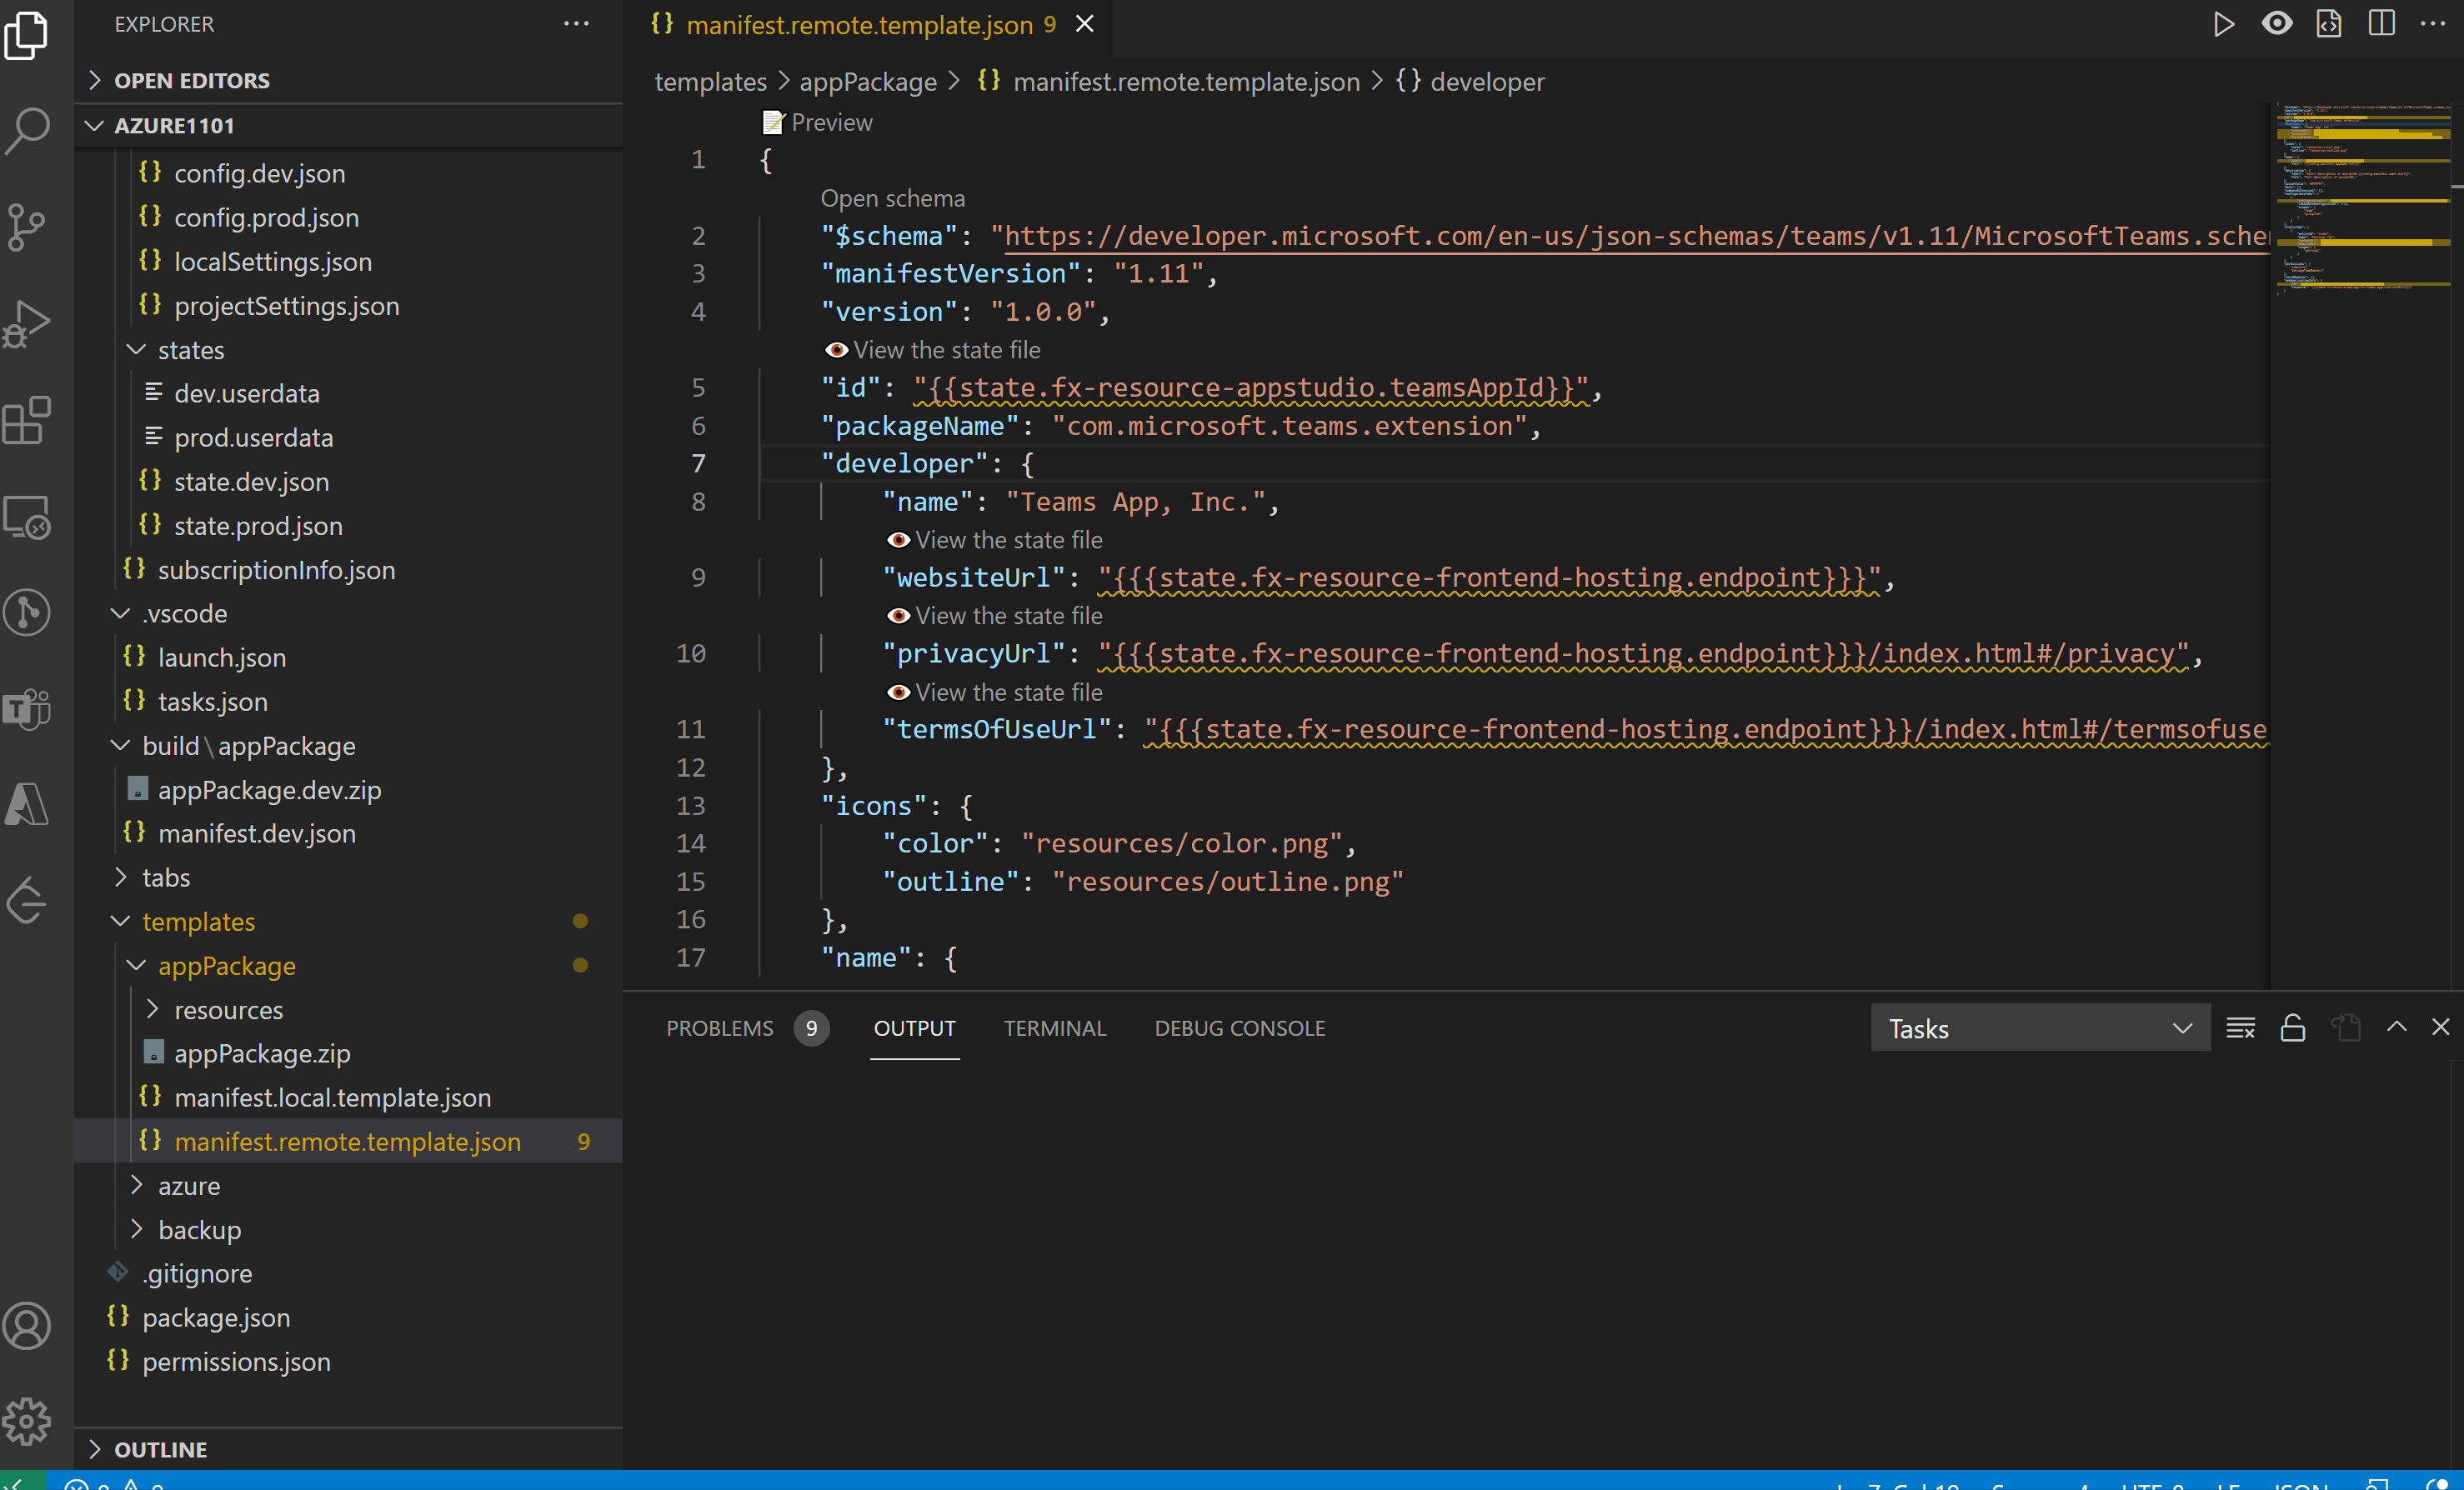 EXPLORER
OPEN EDITORS
AZURE1101
config.dev.json
config.prod.json
localSettings.json
projectSettings.json
states
dev.userdata
prod.userdata
state.dev.json
state.prod.json
subscriptionInfo.json
.vscode
launch.json
tasks.json
build\appPackage
appPackage.dev.zip
manifest.dev.json
tabs
templates
appPackage
resources
appPackage.zip
manifest.local.template.json
manifest.remote.template.json 9
azure
backup
.gitignore
package.json
permissions.json
OUTLINE
manifest.remote.template.json 9
templates > appPackage > {} manifest.remote.template.json > {} developer
Preview
1 {
Open schema
2 "$schema": "https://developer.microsoft.com/en-us/json-schemas/teams/v1.11/MicrosoftTeams.sche
3 "manifestVersion": "1.11",
4 "version": "1.0.0",
View the state file
5 "id": "{{state.fx-resource-appstudio.teamsAppId}}",
6 "packageName": "com.microsoft.teams.extension",
7 "developer": {
8 "name": "Teams App, Inc.",
View the state file
9 "websiteUrl": "{{{state.fx-resource-frontend-hosting.endpoint}}}",
View the state file
10 "privacyUrl": "{{{state.fx-resource-frontend-hosting.endpoint}}}/index.html#/privacy",
View the state file
11 "termsOfUseUrl": "{{{state.fx-resource-frontend-hosting.endpoint}}}/index.html#/termsofuse
12 },
13 "icons": {
14 "color": "resources/color.png",
15 "outline": "resources/outline.png"
16 },
17 "name": {
PROBLEMS 9 OUTPUT TERMINAL DEBUG CONSOLE Tasks